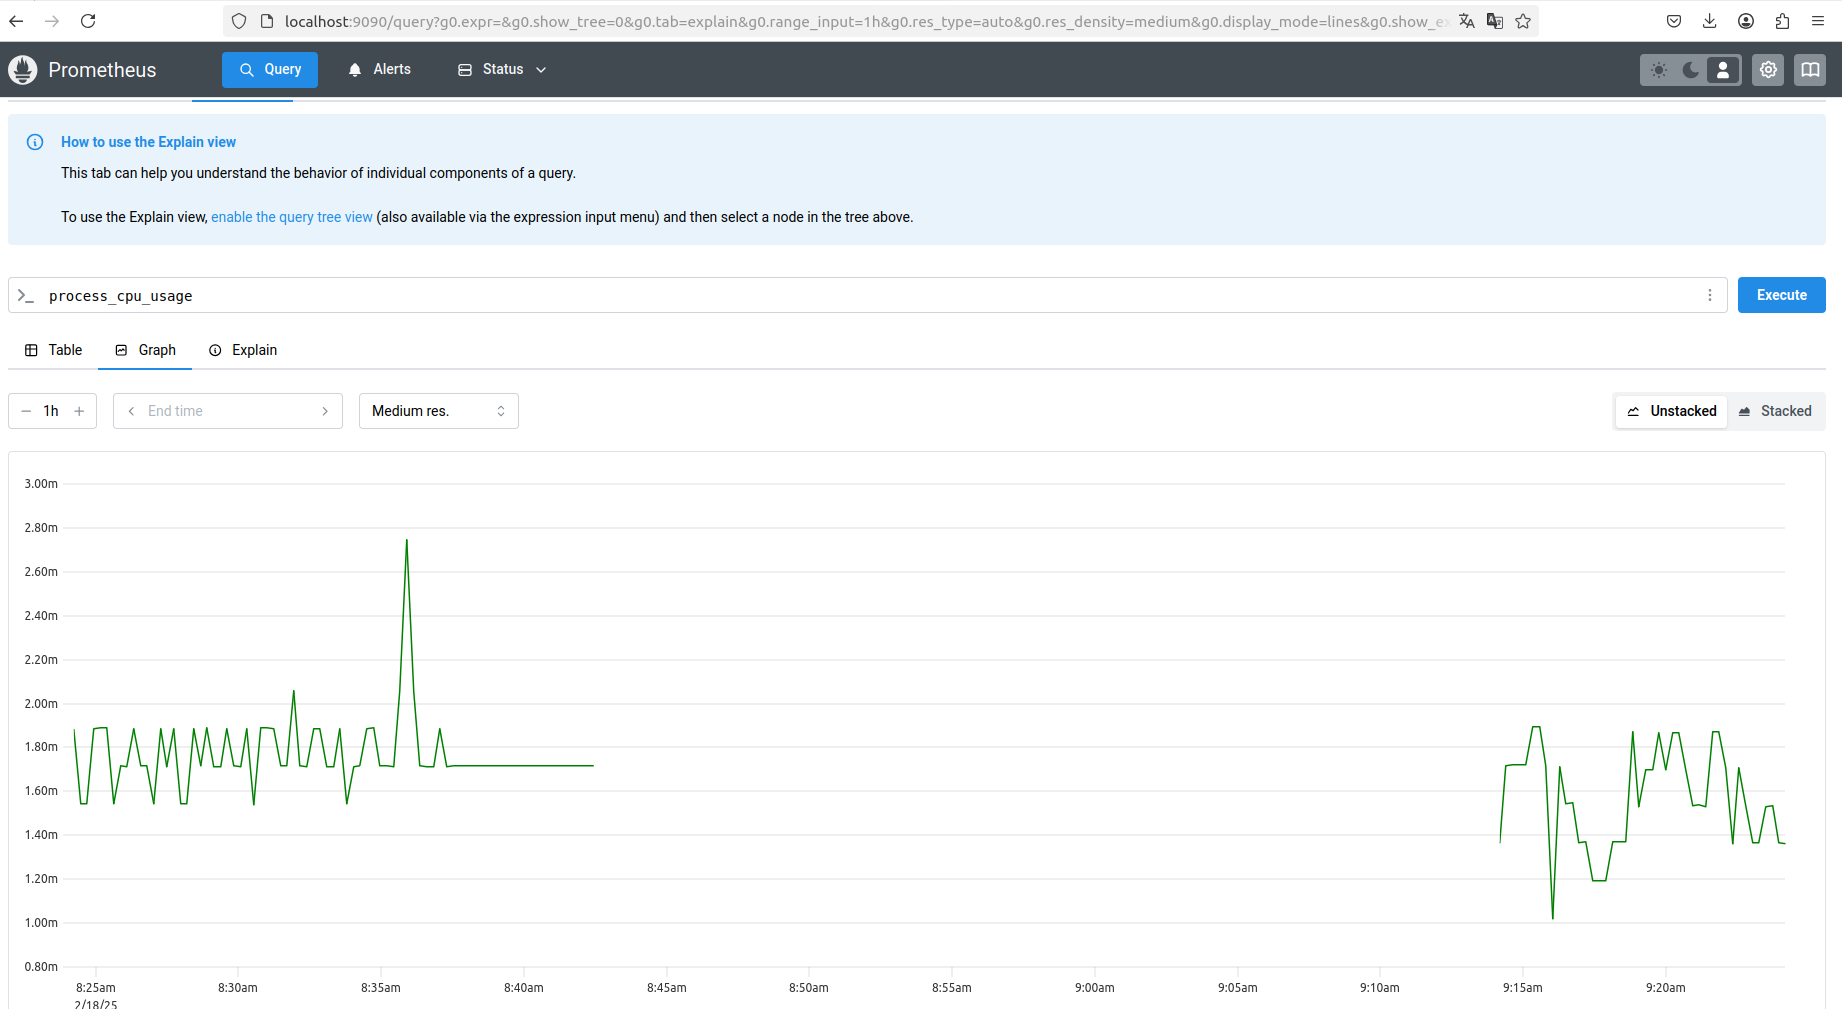 localhost:9090/query?g0.expr=&g0.show_tree=0&g0.tab=explain&g0.range_input=1h&g0.res_type=auto&g0.res_density=medium&g0.display_mode=lines&g0.show_ex
Prometheus Query Alerts Status
How to use the Explain view
This tab can help you understand the behavior of individual components of a query.
To use the Explain view, enable the query tree view (also available via the expression input menu) and then select a node in the tree above.
>_ process_cpu_usage Execute
Table Graph Explain
− 1h + < End time > Medium res. Unstacked Stacked
3.00m
2.80m
2.60m
2.40m
2.20m
2.00m
1.80m
1.60m
1.40m
1.20m
1.00m
0.80m
8:25am 8:30am 8:35am 8:40am 8:45am 8:50am 8:55am 9:00am 9:05am 9:10am 9:15am 9:20am
2/18/25